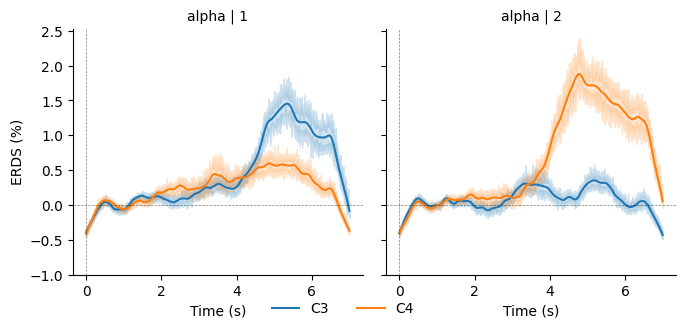 alpha | 1
alpha | 2
ERDS (%)
2.5
2.0
1.5
1.0
0.5
0.0
−0.5
−1.0
0 2 4 6
0 2 4 6
Time (s)
Time (s)
C3
C4